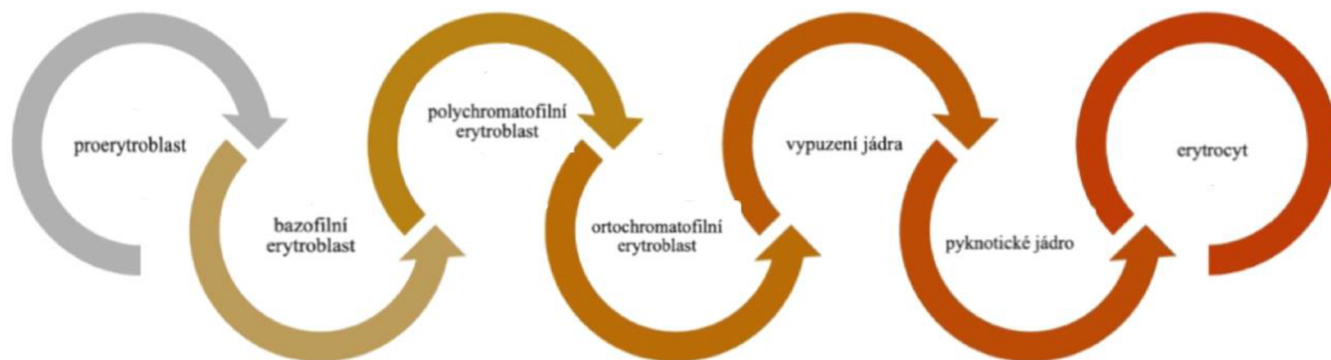 proerytroblast
bazofilní
erytroblast
polychromatofilní
erytroblast
ortochromatofilní
erytroblast
vypuzení jádra
pyknotické jádro
erytrocyt